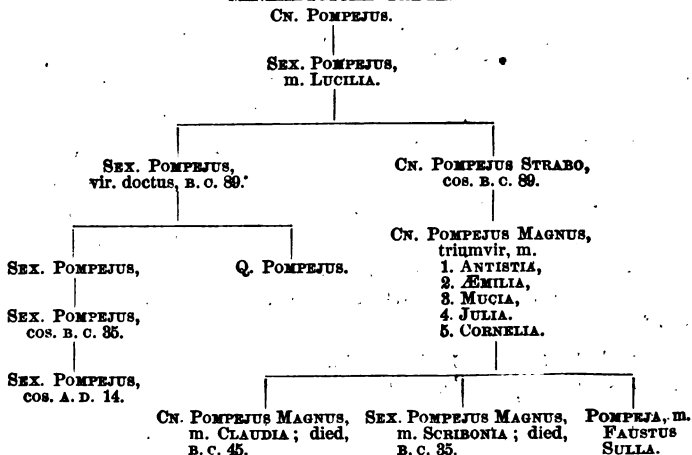 CN. POMPEJUS.
SEX. POMPEJUS,
m. LUCILIA.
SEX. POMPEJUS,
vir. doctus, B. C. 89.
CN. POMPEJUS STRABO,
cos. B. C. 89.
SEX. POMPEJUS,
Q. POMPEJUS.
CN. POMPEJUS MAGNUS,
triumvir, m.
1. ANTISTIA,
2. ÆMILIA,
3. MUCIA,
4. JULIA.
5. CORNELIA.
SEX. POMPEJUS,
cos. B. C. 35.
SEX. POMPEJUS,
cos. A. D. 14.
CN. POMPEJUS MAGNUS,
m. CLAUDIA; died,
B. C. 45.
SEX. POMPEJUS MAGNUS,
m. SCRIBONIA; died,
B. C. 35.
POMPEJA, m.
FAUSTUS
SULLA.